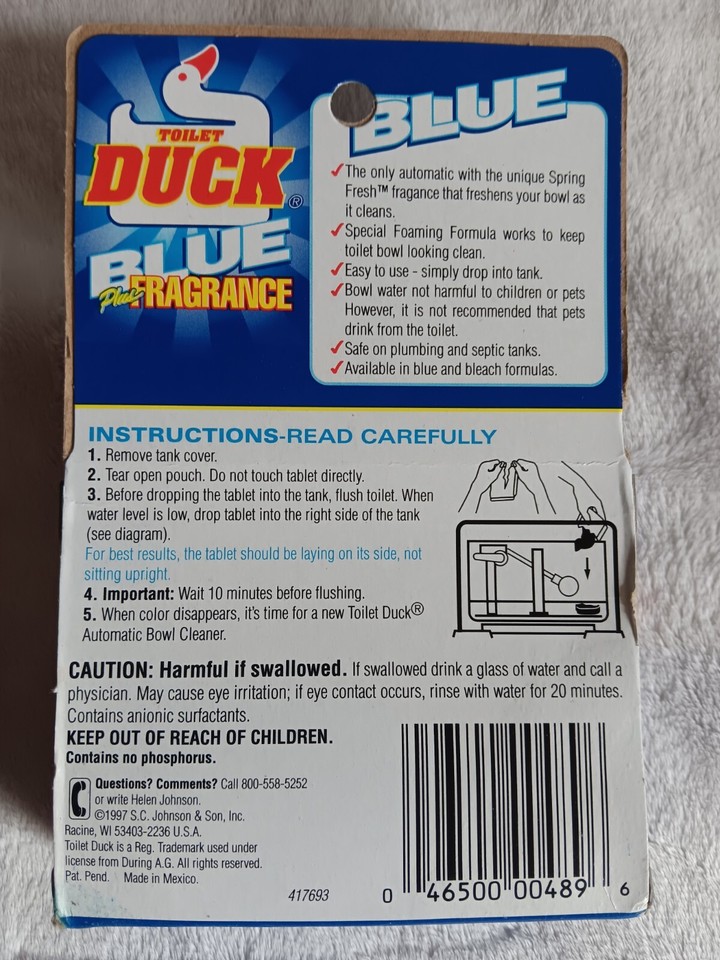 TOILET
DUCK®
BLUE
Plus FRAGRANCE
BLUE
✓The only automatic with the unique Spring
Fresh™ fragance that freshens your bowl as
it cleans.
✓Special Foaming Formula works to keep
toilet bowl looking clean.
✓Easy to use - simply drop into tank.
✓Bowl water not harmful to children or pets
However, it is not recommended that pets
drink from the toilet.
✓Safe on plumbing and septic tanks.
✓Available in blue and bleach formulas.
INSTRUCTIONS-READ CAREFULLY
1. Remove tank cover.
2. Tear open pouch. Do not touch tablet directly.
3. Before dropping the tablet into the tank, flush toilet. When
water level is low, drop tablet into the right side of the tank
(see diagram).
For best results, the tablet should be laying on its side, not
sitting upright.
4. Important: Wait 10 minutes before flushing.
5. When color disappears, it's time for a new Toilet Duck®
Automatic Bowl Cleaner.
CAUTION: Harmful if swallowed. If swallowed drink a glass of water and call a
physician. May cause eye irritation; if eye contact occurs, rinse with water for 20 minutes.
Contains anionic surfactants.
KEEP OUT OF REACH OF CHILDREN.
Contains no phosphorus.
Questions? Comments? Call 800-558-5252
or write Helen Johnson.
©1997 S.C. Johnson & Son, Inc.
Racine, WI 53403-2236 U.S.A.
Toilet Duck is a Reg. Trademark used under
license from During A.G. All rights reserved.
Pat. Pend. Made in Mexico.
417693
0 46500 00489 6